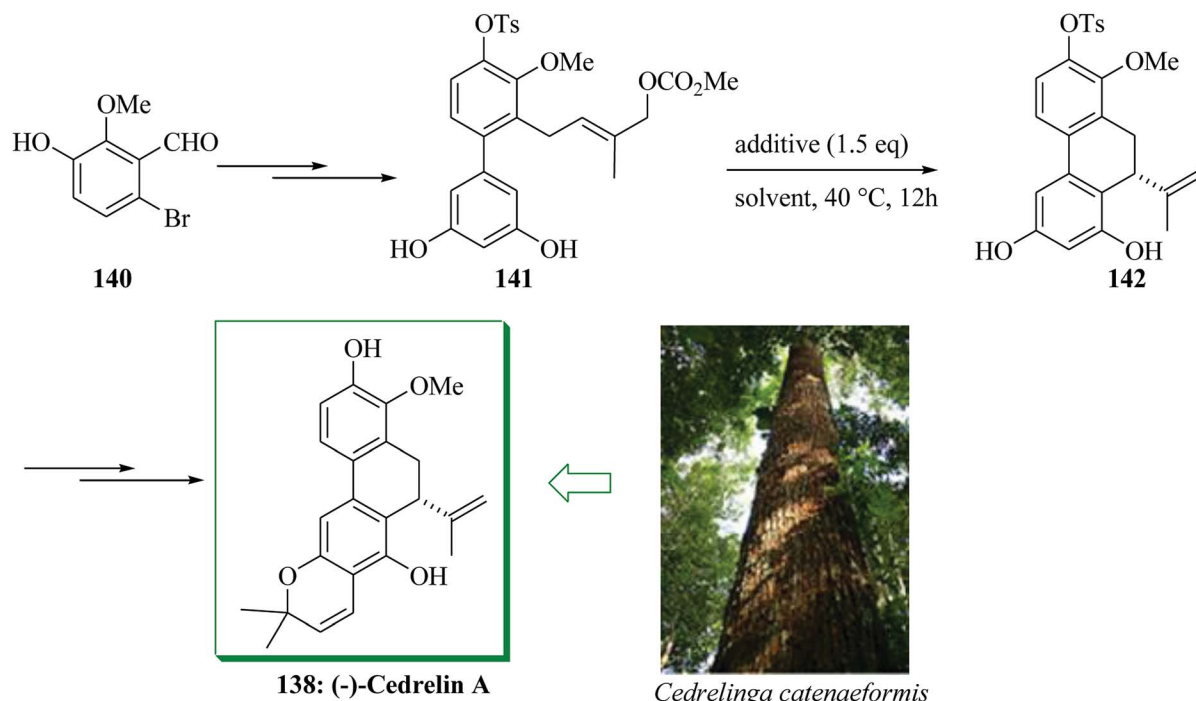 OTs
OMe
OCO₂Me
OMe
HO
CHO
Br
140
HO
OH
141
additive (1.5 eq)
solvent, 40 °C, 12h
OTs
OMe
HO
OH
142
OH
OMe
O
OH
138: (-)-Cedrelin A
Cedrelinga catenaeformis